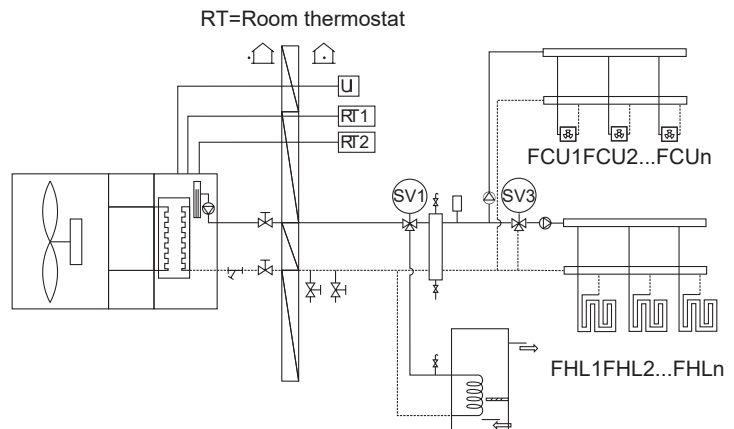 RT=Room thermostat
U
RT1
RT2
FCU1FCU2...FCUn
SV1
SV3
FHL1FHL2...FHLn